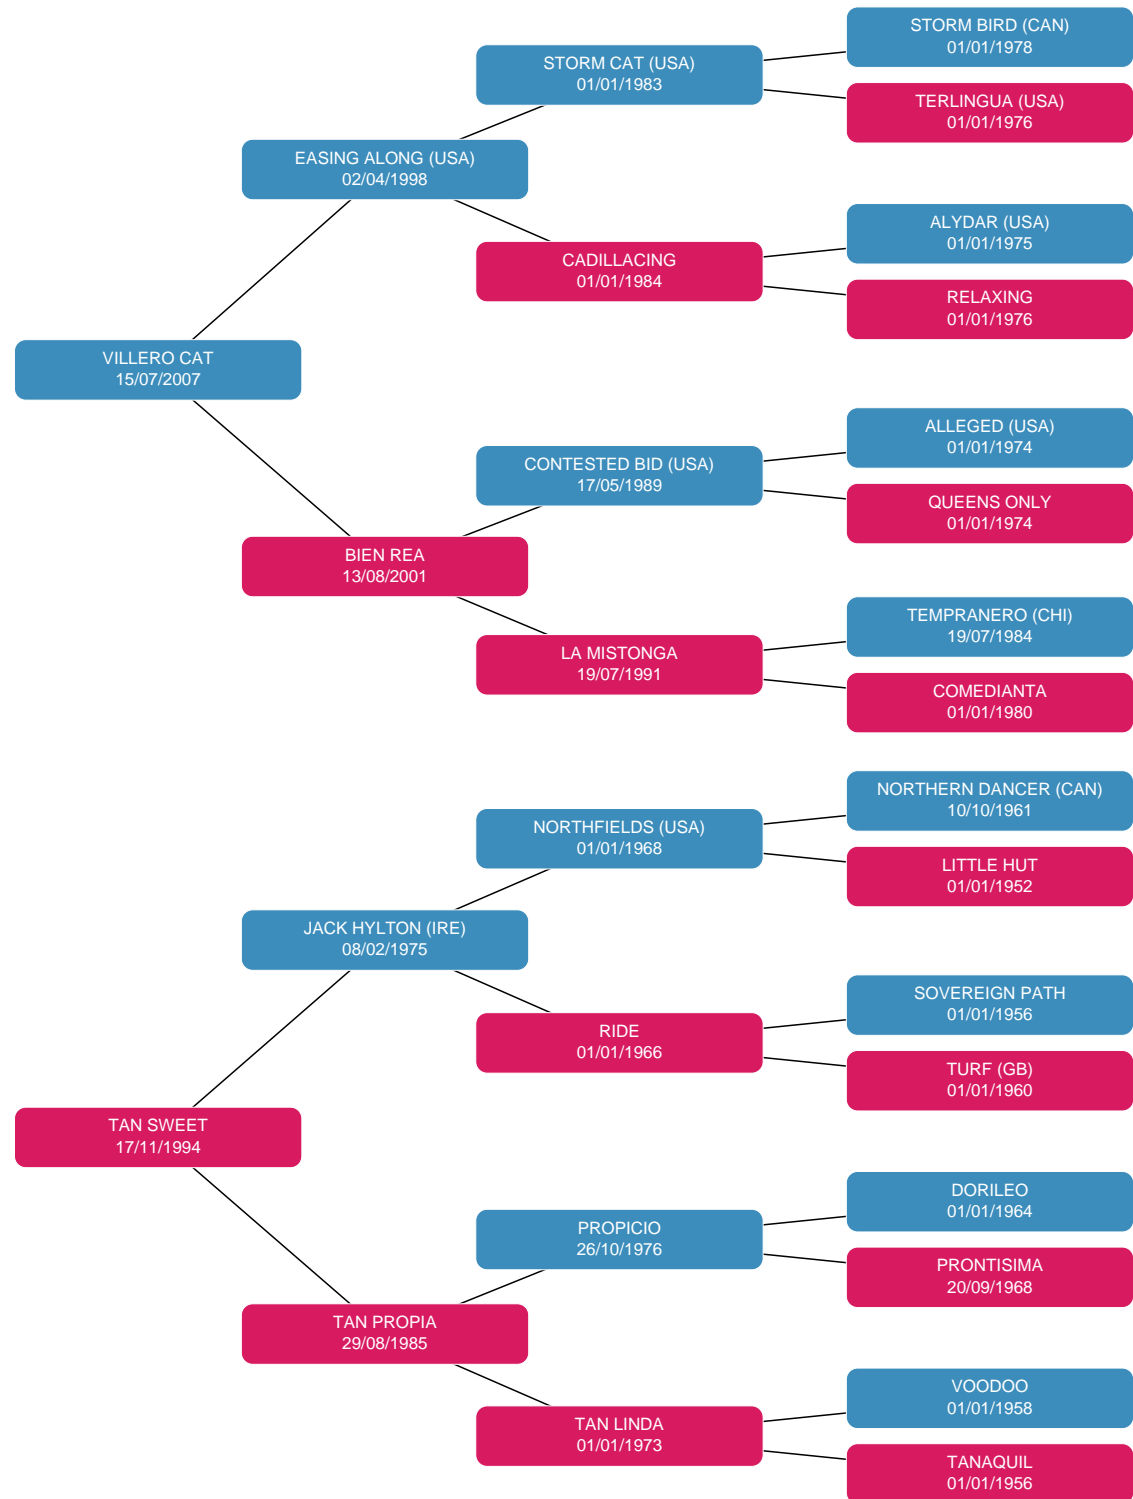 STORM BIRD (CAN)
01/01/1978
STORM CAT (USA)
01/01/1983
TERLINGUA (USA)
01/01/1976
EASING ALONG (USA)
02/04/1998
ALYDAR (USA)
01/01/1975
CADILLACING
01/01/1984
RELAXING
01/01/1976
VILLERO CAT
15/07/2007
ALLEGED (USA)
01/01/1974
CONTESTED BID (USA)
17/05/1989
QUEENS ONLY
01/01/1974
BIEN REA
13/08/2001
TEMPRANERO (CHI)
19/07/1984
LA MISTONGA
19/07/1991
COMEDIANTA
01/01/1980
NORTHERN DANCER (CAN)
10/10/1961
NORTHFIELDS (USA)
01/01/1968
LITTLE HUT
01/01/1952
JACK HYLTON (IRE)
08/02/1975
SOVEREIGN PATH
01/01/1956
RIDE
01/01/1966
TURF (GB)
01/01/1960
TAN SWEET
17/11/1994
DORILEO
01/01/1964
PROPICIO
26/10/1976
PRONTISIMA
20/09/1968
TAN PROPIA
29/08/1985
VOODOO
01/01/1958
TAN LINDA
01/01/1973
TANAQUIL
01/01/1956